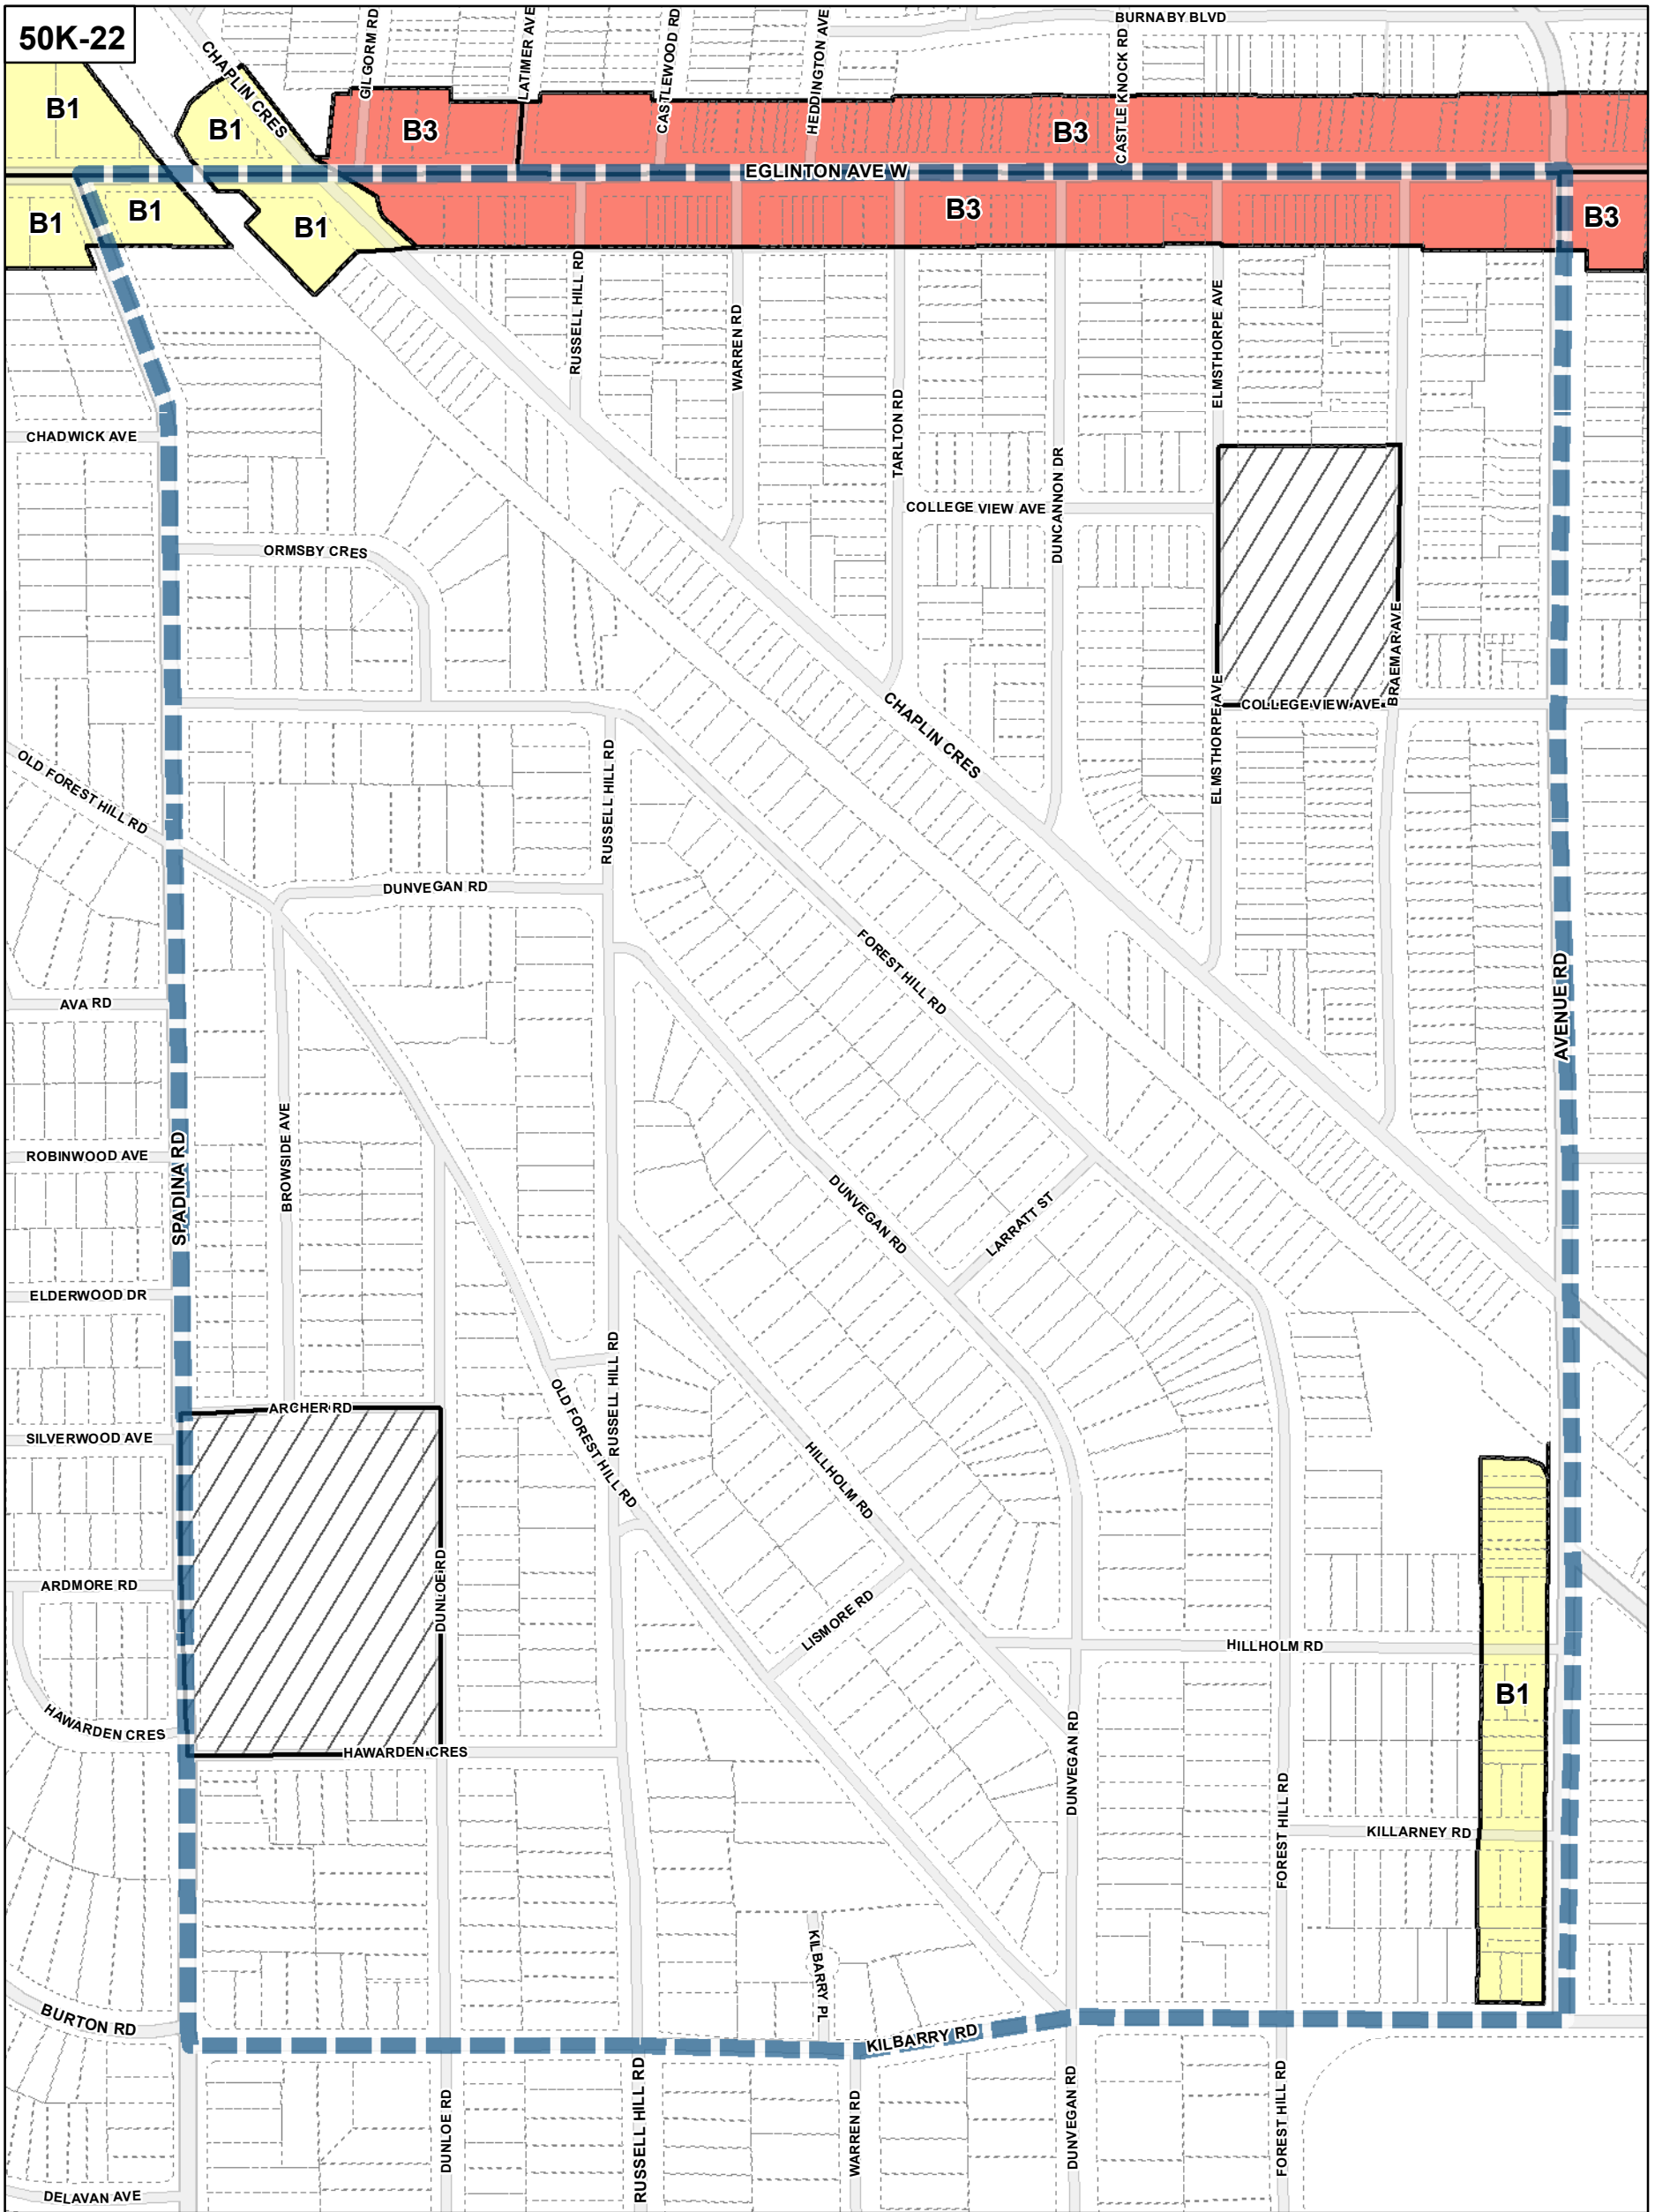 50K-22
BURNABY BLVD
CHAPLIN CRES
GILGORM RD
LATIMER AVE
CASTLEWOOD RD
HEDDINGTON AVE
CASTLE KNOCK RD
B1
B1
B3
B3
EGLINTON AVE W
B1
B1
B1
B3
B3
RUSSELL HILL RD
WARREN RD
ELMSTHORPE AVE
CHADWICK AVE
TARLTON RD
DUNCANNON DR
COLLEGE VIEW AVE
ORMSBY CRES
BRAEMAR AVE
COLLEGE VIEW AVE
ELMSTHORPE AVE
CHAPLIN CRES
OLD FOREST HILL RD
RUSSELL HILL RD
DUNVEGAN RD
FOREST HILL RD
AVENUE RD
AVA RD
BROWSIDE AVE
ROBINWOOD AVE
SPADINA RD
DUNVEGAN RD
LARRATT ST
ELDERWOOD DR
RUSSELL HILL RD
ARCHER RD
OLD FOREST HILL RD
SILVERWOOD AVE
HILLHOLM RD
ARDMORE RD
DUNLOE RD
LISMORE RD
HILLHOLM RD
B1
HAWARDEN CRES
HAWARDEN CRES
DUNVEGAN RD
FOREST HILL RD
KILLARNEY RD
KILBARRY PL
BURTON RD
KILBARRY RD
DUNLOE RD
RUSSELL HILL RD
WARREN RD
DUNVEGAN RD
FOREST HILL RD
DELAVAN AVE